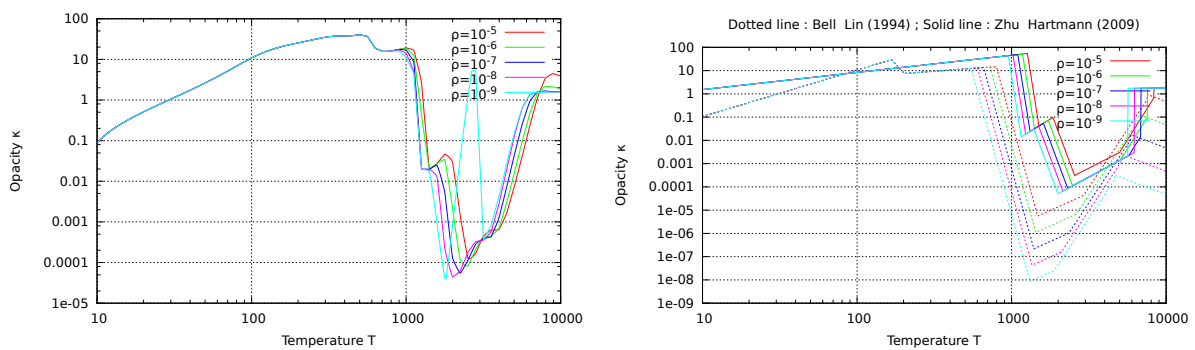 100
10
1
0.1
0.01
0.001
0.0001
1e-05
Opacity κ
10
100
1000
10000
Temperature T
ρ=10-5
ρ=10-6
ρ=10-7
ρ=10-8
ρ=10-9
Dotted line : Bell  Lin (1994) ; Solid line : Zhu  Hartmann (2009)
100
10
1
0.1
0.01
0.001
0.0001
1e-05
1e-06
1e-07
1e-08
1e-09
Opacity κ
10
100
1000
10000
Temperature T
ρ=10-5
ρ=10-6
ρ=10-7
ρ=10-8
ρ=10-9